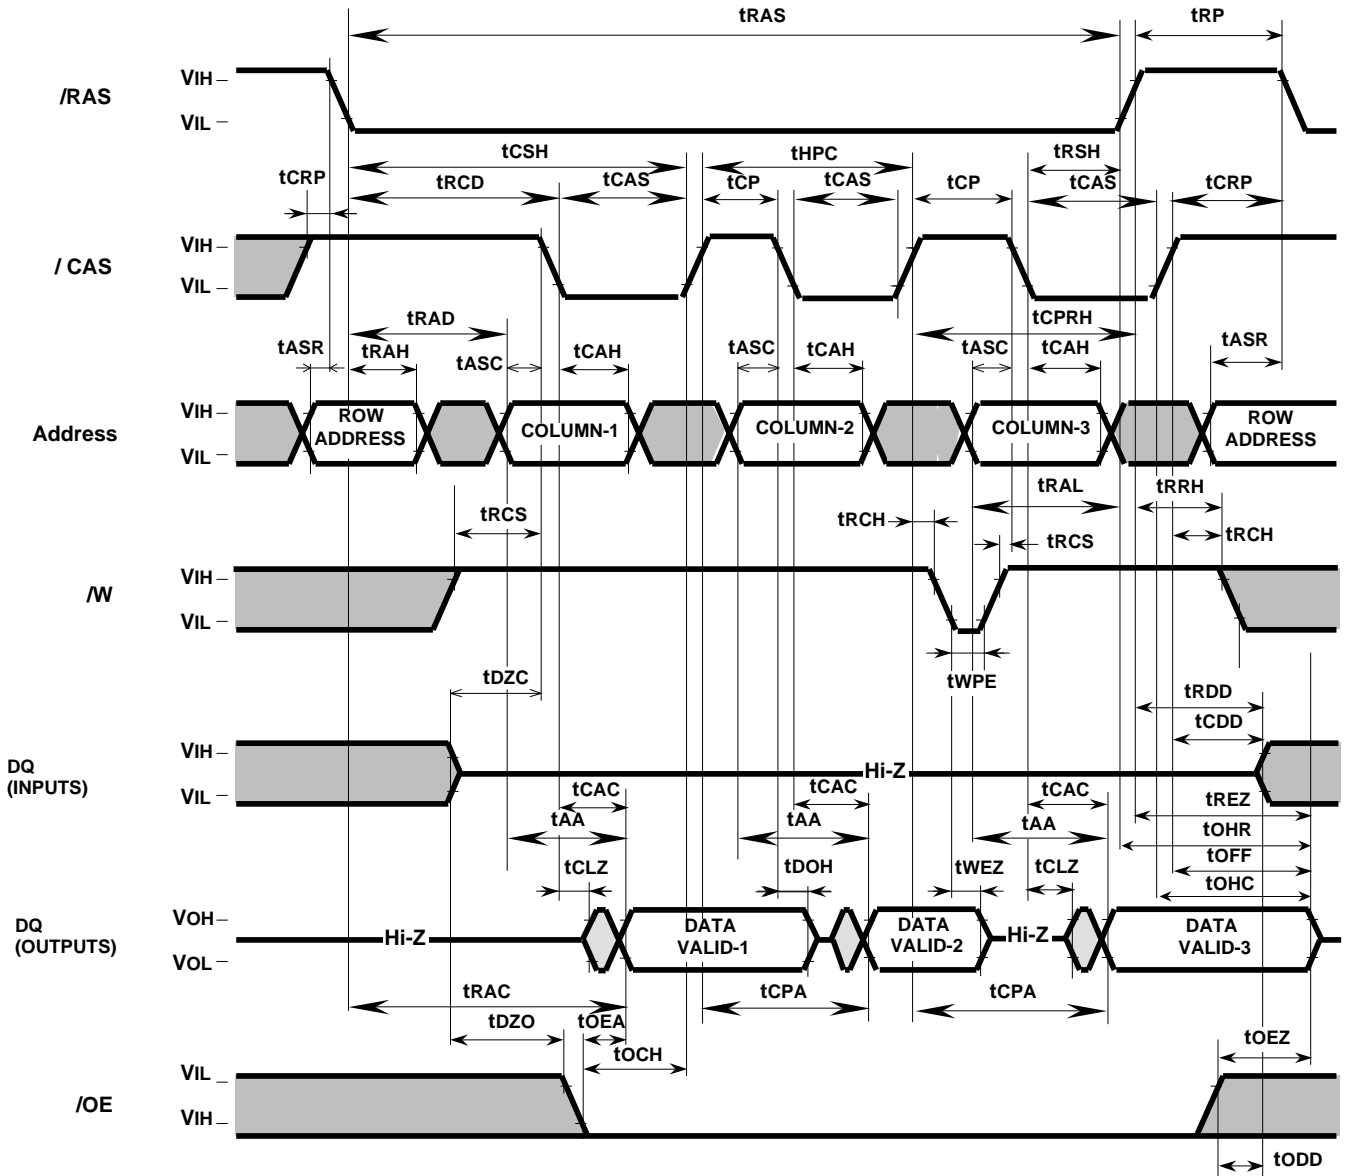 tRAS
tRP
/RAS
VIH
VIL
tCSH
tHPC
tRSH
tCRP
tRCD
tCAS
tCP
tCAS
tCP
tCAS
tCRP
/ CAS
VIH
VIL
tRAD
tCPRH
tASR
tRAH
tASC
tCAH
tASC
tCAH
tASC
tCAH
tASR
Address
VIH
VIL
ROW
ADDRESS
COLUMN-1
COLUMN-2
COLUMN-3
ROW
ADDRESS
tRAL
tRRH
tRCS
tRCH
tRCS
tRCH
/W
VIH
VIL
tWPE
tDZC
tRDD
tCDD
DQ
(INPUTS)
VIH
VIL
Hi-Z
tCAC
tCAC
tCAC
tREZ
tAA
tAA
tAA
tOHR
tCLZ
tDOH
tWEZ
tCLZ
tOFF
tOHC
DQ
(OUTPUTS)
VOH
VOL
Hi-Z
DATA
VALID-1
DATA
VALID-2
Hi-Z
DATA
VALID-3
tRAC
tCPA
tCPA
tDZO
tOEA
tOCH
tOEZ
/OE
VIL
VIH
tODD